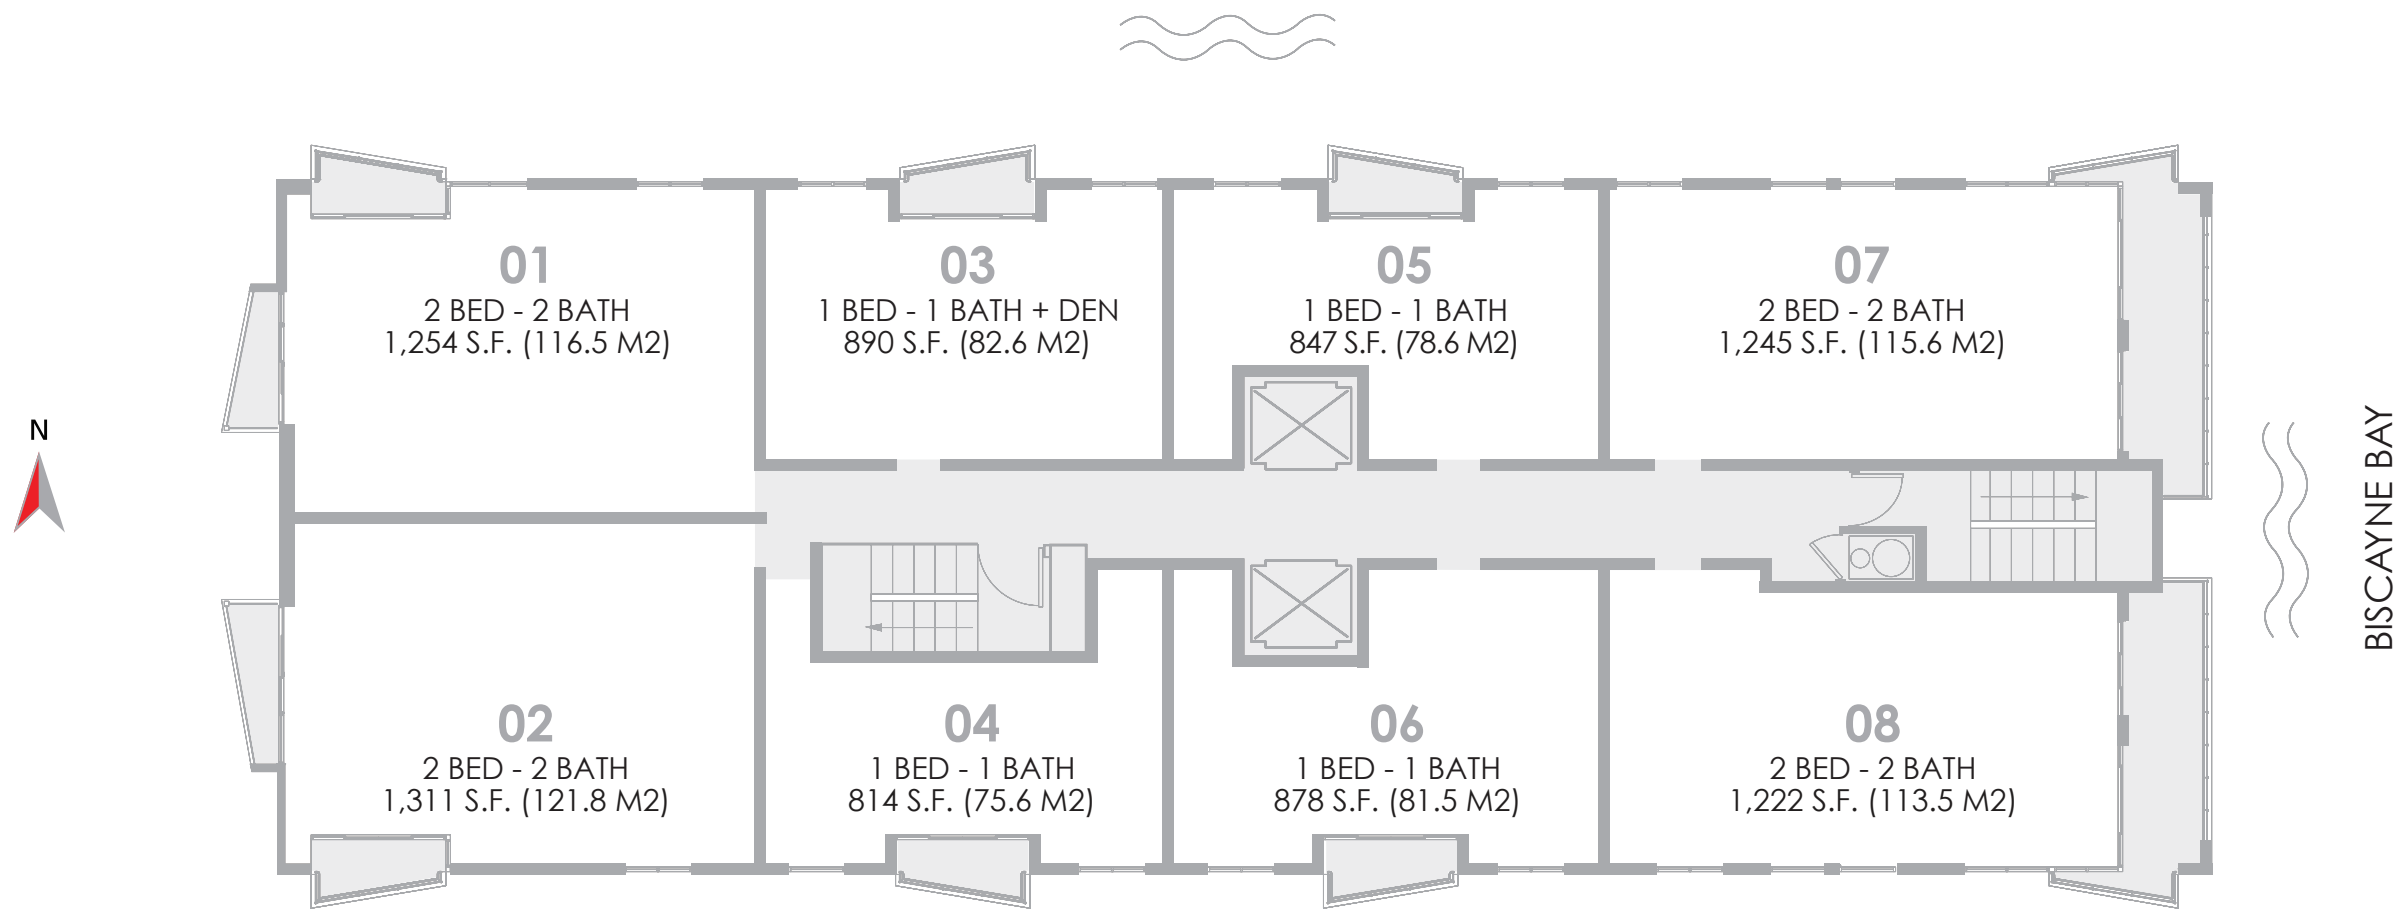 01
2 BED - 2 BATH
1,254 S.F. (116.5 M2)
03
1 BED - 1 BATH + DEN
890 S.F. (82.6 M2)
05
1 BED - 1 BATH
847 S.F. (78.6 M2)
07
2 BED - 2 BATH
1,245 S.F. (115.6 M2)
N
BISCAYNE BAY
02
2 BED - 2 BATH
1,311 S.F. (121.8 M2)
04
1 BED - 1 BATH
814 S.F. (75.6 M2)
06
1 BED - 1 BATH
878 S.F. (81.5 M2)
08
2 BED - 2 BATH
1,222 S.F. (113.5 M2)